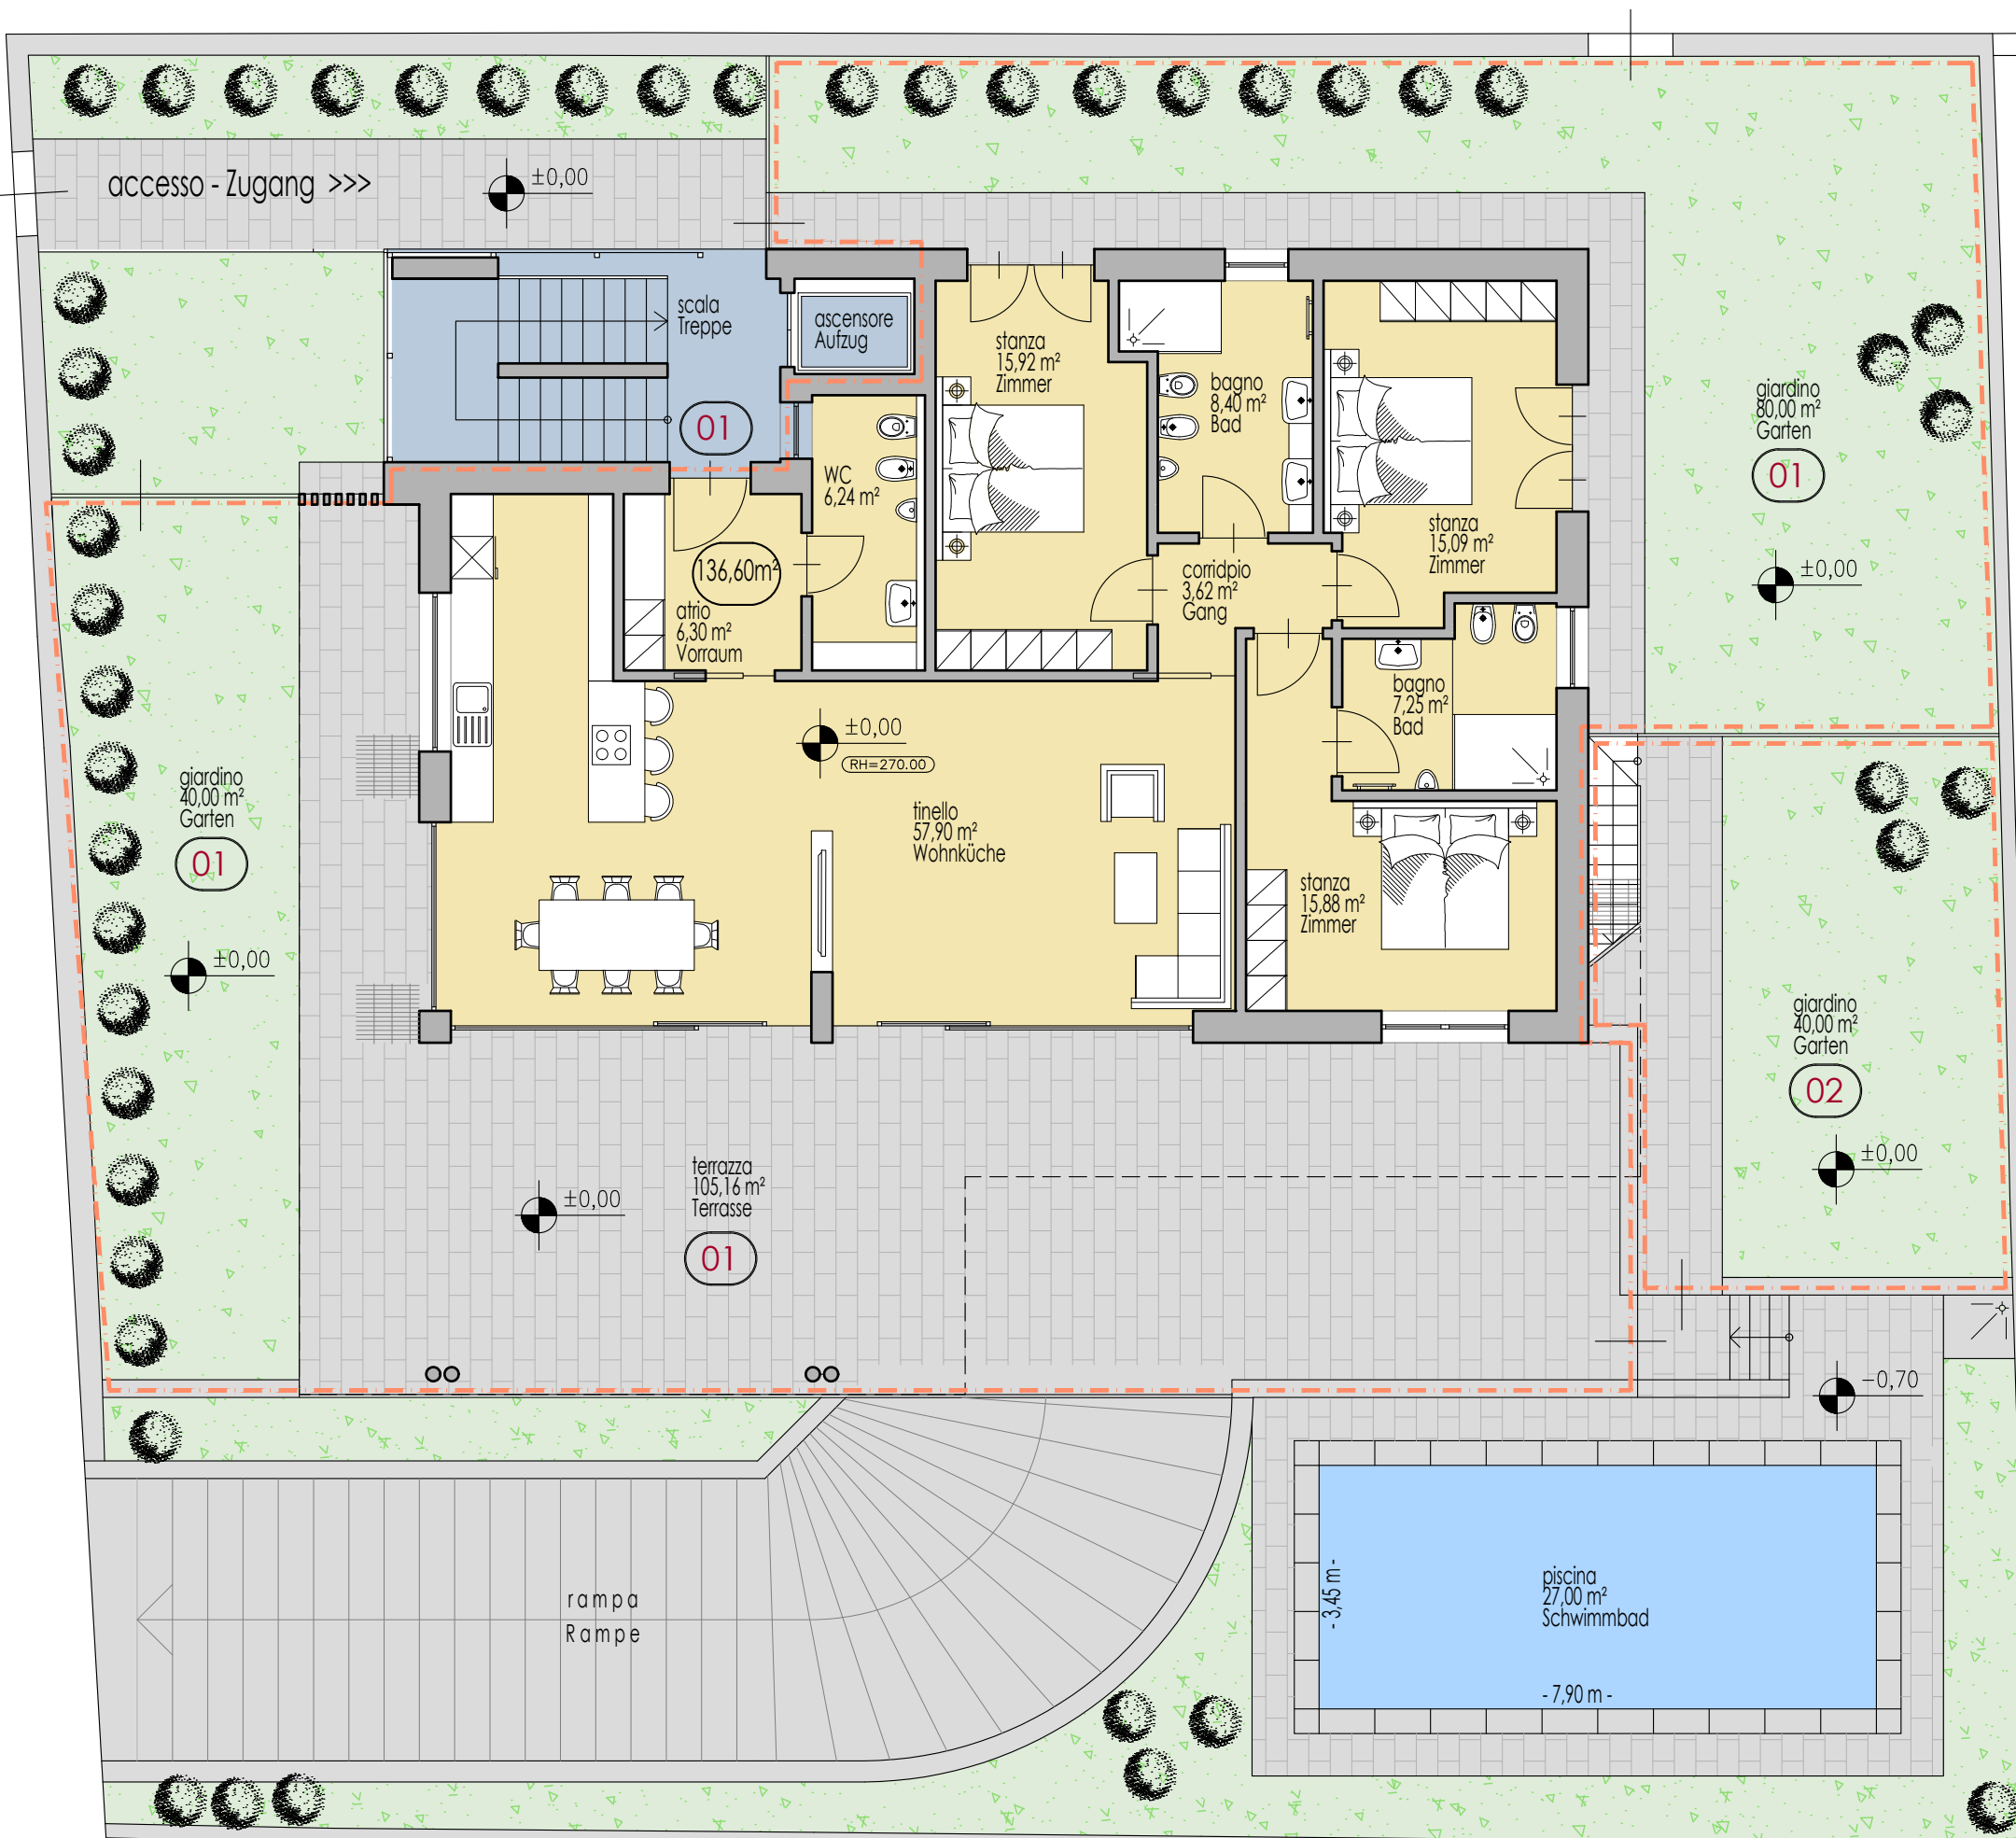 accesso - Zugang >>>
±0,00
scala
Treppe
ascensore
Aufzug
01
stanza
15,92 m²
Zimmer
bagno
8,40 m²
Bad
stanza
15,09 m²
Zimmer
giardino
80,00 m²
Garten
01
±0,00
WC
6,24 m²
136,60m²
atrio
6,30 m²
Vorraum
corridpio
3,62 m²
Gang
bagno
7,25 m²
Bad
±0,00
RH=270.00
tinello
57,90 m²
Wohnküche
giardino
40,00 m²
Garten
01
±0,00
stanza
15,88 m²
Zimmer
giardino
40,00 m²
Garten
02
±0,00
terrazza
105,16 m²
Terrasse
01
±0,00
-0,70
rampa
Rampe
piscina
27,00 m²
Schwimmbad
- 3,45 m -
- 7,90 m -